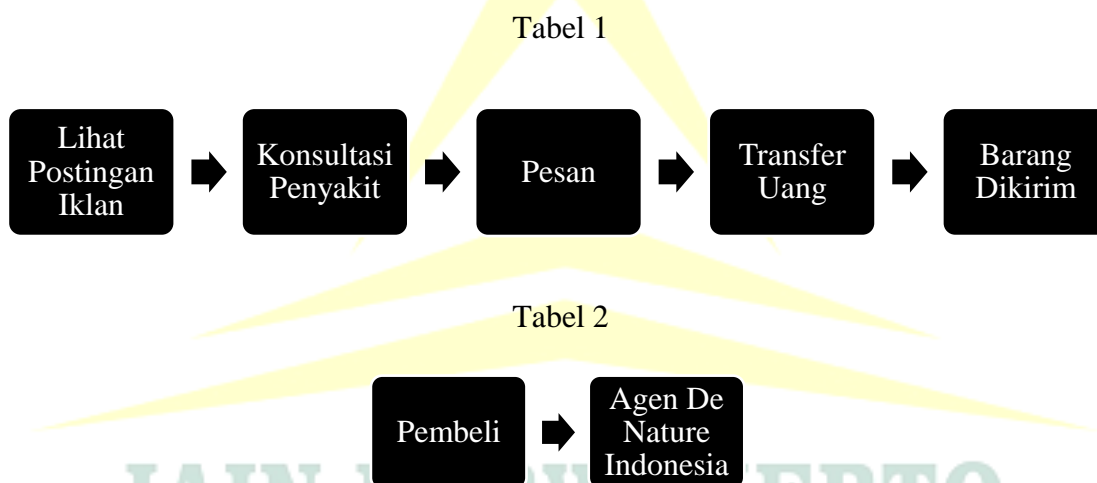 Tabel 1
Lihat
Postingan
Iklan
Konsultasi
Penyakit
Pesan
Transfer
Uang
Barang
Dikirim
Tabel 2
Pembeli
Agen De
Nature
Indonesia